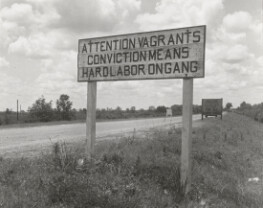 ATTENTION VAGRANTS
CONVICTION MEANS
HARD LABOR ON GANG